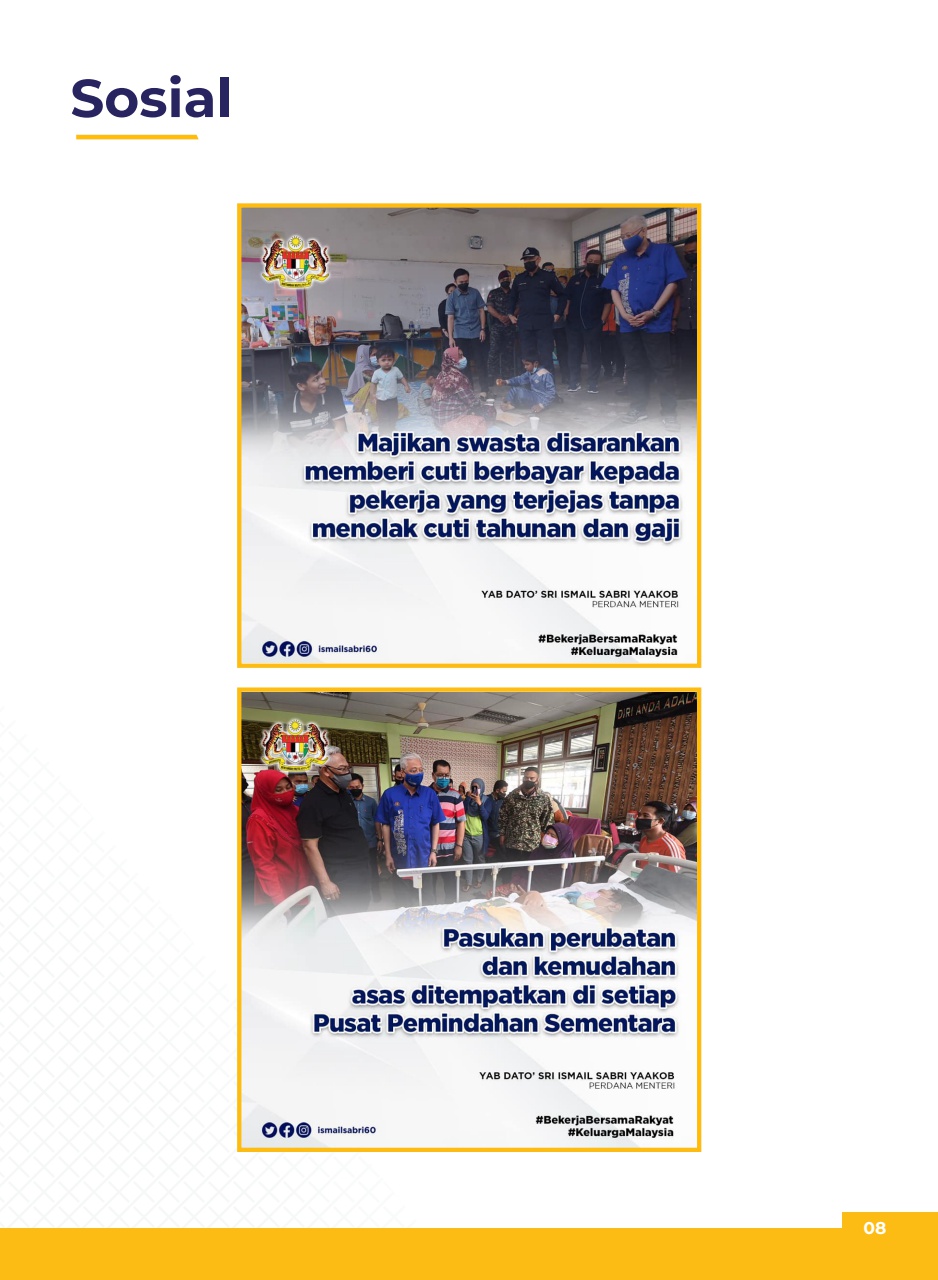 Sosial
Majikan swasta disarankan
memberi cuti berbayar kepada
pekerja yang terjejas tanpa
menolak cuti tahunan dan gaji
YAB DATO’ SRI ISMAIL SABRI YAAKOB
PERDANA MENTERI
#BekerjaBersamaRakyat
#KeluargaMalaysia
ismailsabri60
DIRI ANDA ADALA
Pasukan perubatan
dan kemudahan
asas ditempatkan di setiap
Pusat Pemindahan Sementara
YAB DATO’ SRI ISMAIL SABRI YAAKOB
PERDANA MENTERI
#BekerjaBersamaRakyat
#KeluargaMalaysia
ismailsabri60
08